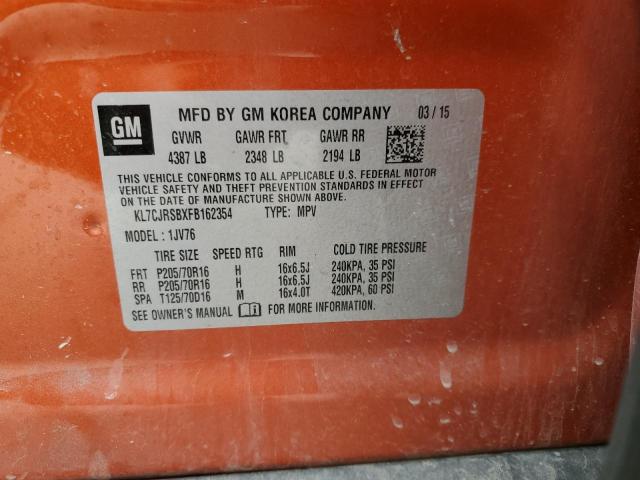 GM MFD BY GM KOREA COMPANY 03 / 15
GVWR GAWR FRT GAWR RR
4387 LB 2348 LB 2194 LB
THIS VEHICLE CONFORMS TO ALL APPLICABLE U.S. FEDERAL MOTOR
VEHICLE SAFETY AND THEFT PREVENTION STANDARDS IN EFFECT
ON THE DATE OF MANUFACTURE SHOWN ABOVE.
KL7CJRSBXFB162354 TYPE: MPV
MODEL : 1JV76
TIRE SIZE SPEED RTG RIM COLD TIRE PRESSURE
FRT P205/70R16 H 16x6.5J 240KPA, 35 PSI
RR P205/70R16 H 16x6.5J 240KPA, 35 PSI
SPA T125/70D16 M 16x4.0T 420KPA, 60 PSI
SEE OWNER'S MANUAL FOR MORE INFORMATION.